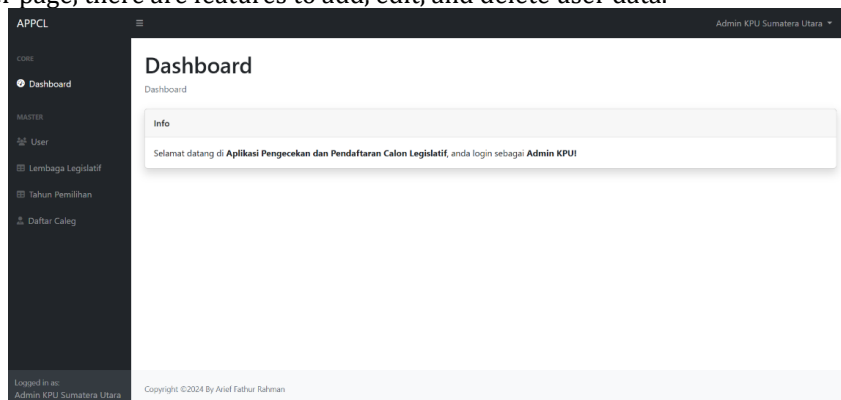 r page, there are features to add, edit, and delete user data.
APPCL
Admin KPU Sumatera Utara
CORE
Dashboard
MASTER
User
Lembaga Legislatif
Tahun Pemilihan
Daftar Caleg
Logged in as:
Admin KPU Sumatera Utara
Dashboard
Dashboard
Info
Selamat datang di Aplikasi Pengecekan dan Pendaftaran Calon Legislatif, anda login sebagai Admin KPU!
Copyright ©2024 By Arief Fathur Rahman